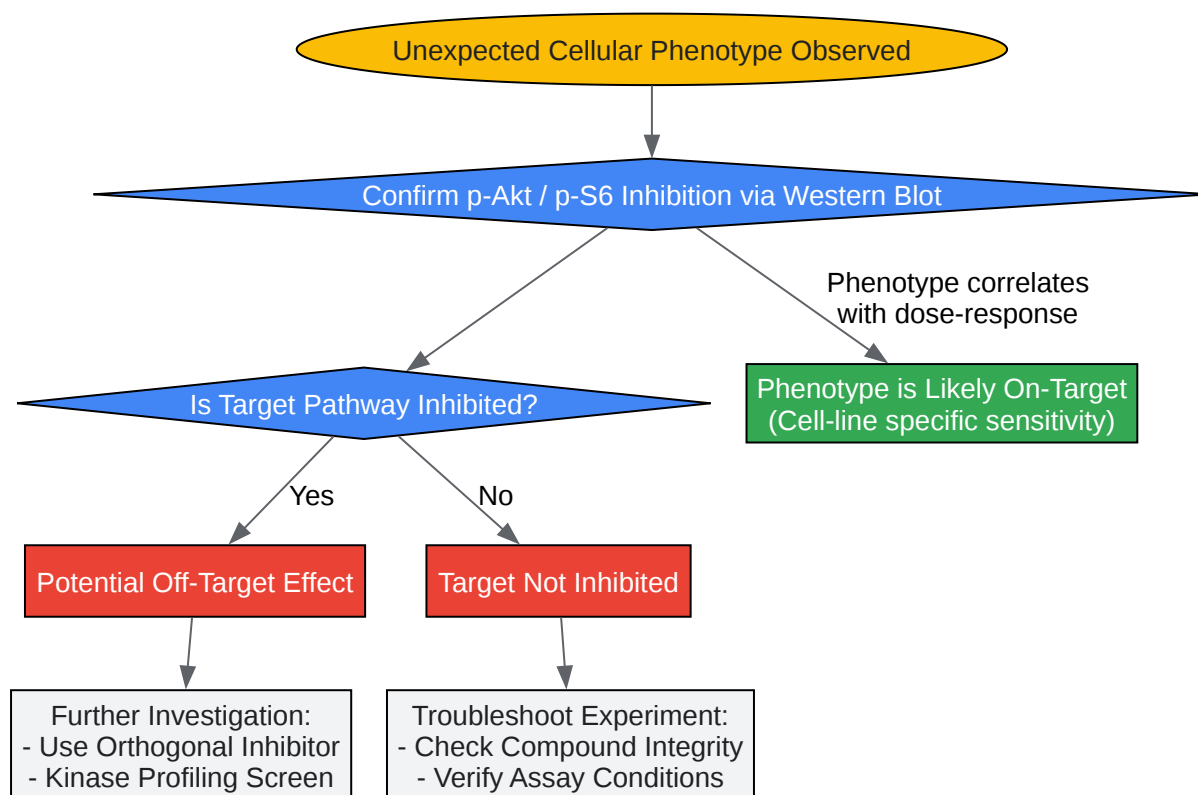 Unexpected Cellular Phenotype Observed
Confirm p-Akt / p-S6 Inhibition via Western Blot
Phenotype correlates
with dose-response
Is Target Pathway Inhibited?
Phenotype is Likely On-Target
(Cell-line specific sensitivity)
Yes
No
Potential Off-Target Effect
Target Not Inhibited
Further Investigation:
- Use Orthogonal Inhibitor
- Kinase Profiling Screen
Troubleshoot Experiment:
- Check Compound Integrity
- Verify Assay Conditions